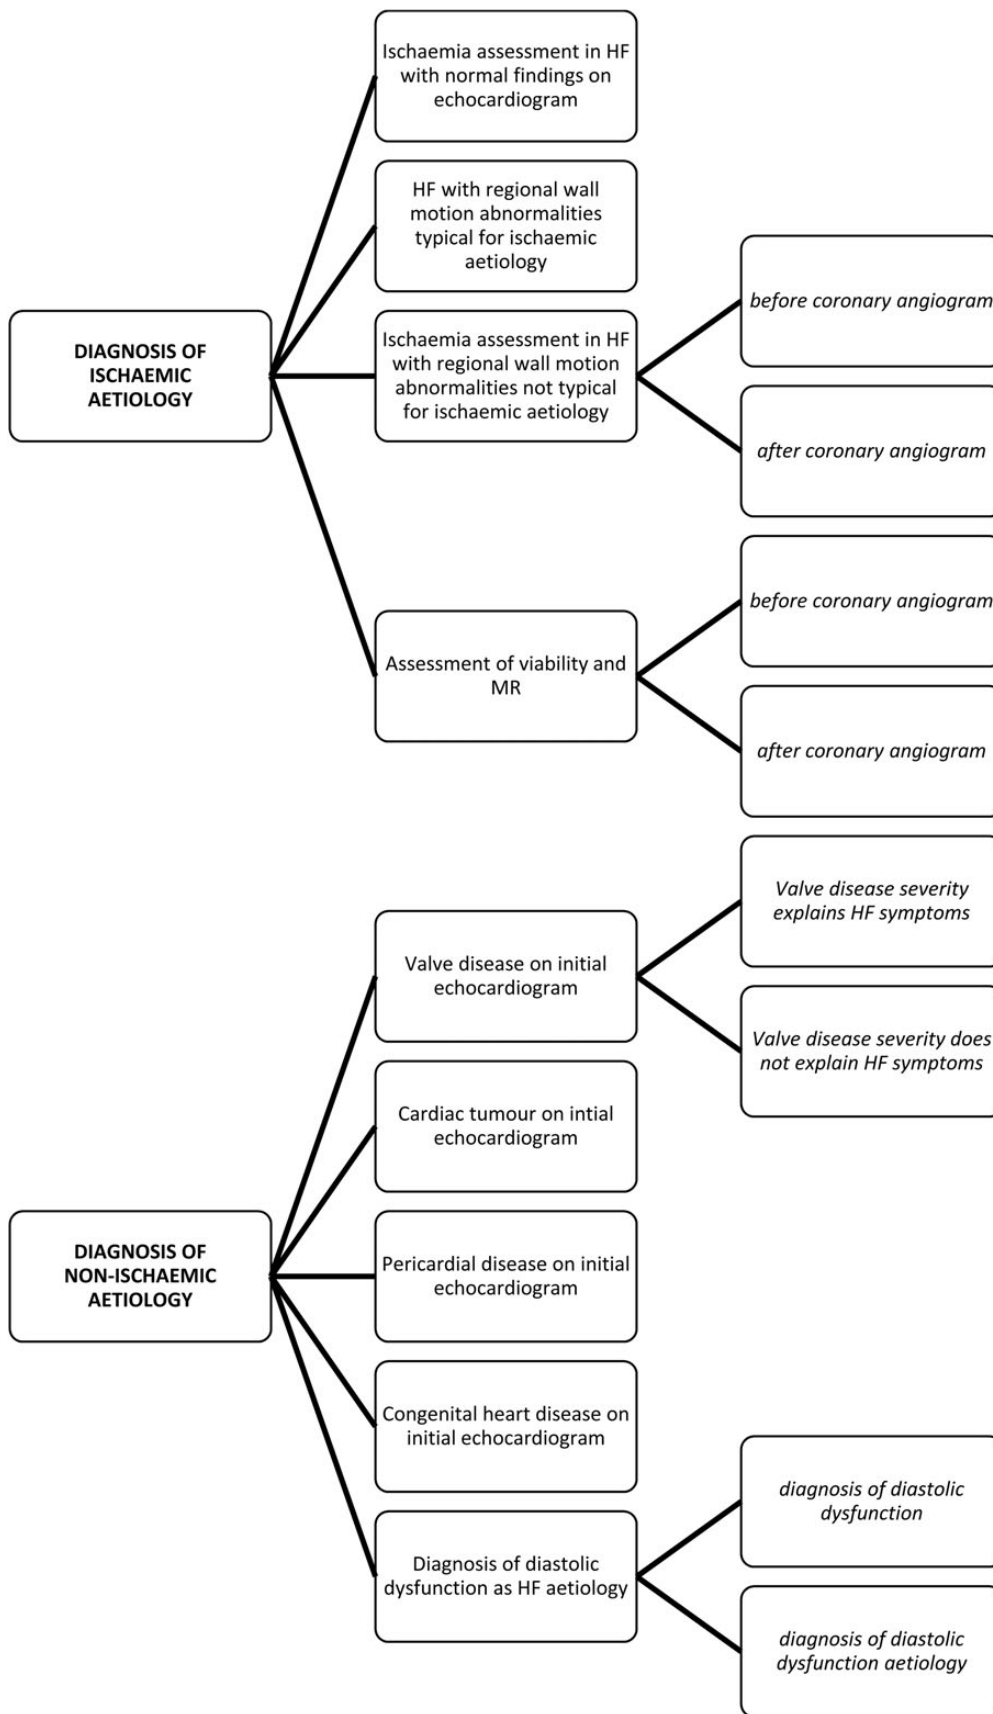 Ischaemia assessment in HF
with normal findings on
echocardiogram
HF with regional wall
motion abnormalities
typical for ischaemic
aetiology
before coronary angiogram
DIAGNOSIS OF
ISCHAEMIC
AETIOLOGY
Ischaemia assessment in HF
with regional wall motion
abnormalities not typical
for ischaemic aetiology
after coronary angiogram
before coronary angiogram
Assessment of viability and
MR
after coronary angiogram
Valve disease severity
explains HF symptoms
Valve disease on initial
echocardiogram
Valve disease severity does
not explain HF symptoms
Cardiac tumour on intial
echocardiogram
DIAGNOSIS OF
NON-ISCHAEMIC
AETIOLOGY
Pericardial disease on initial
echocardiogram
Congenital heart disease on
initial echocardiogram
diagnosis of diastolic
dysfunction
Diagnosis of diastolic
dysfunction as HF aetiology
diagnosis of diastolic
dysfunction aetiology